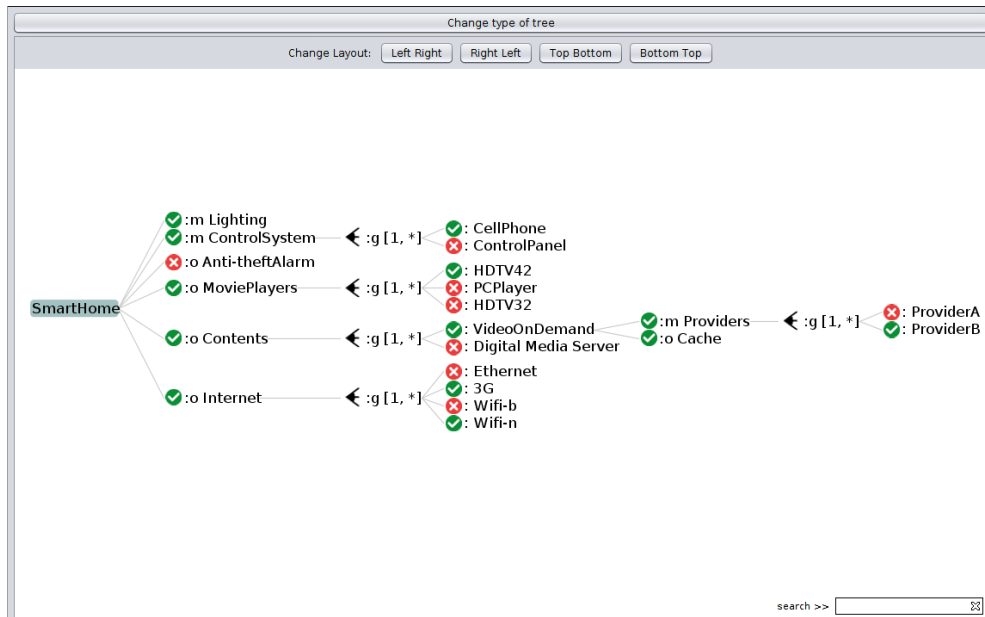 Change type of tree
Change Layout: Left Right Right Left Top Bottom Bottom Top
:m Lighting
:m ControlSystem :g [1, *] : CellPhone
: ControlPanel
:o Anti-theftAlarm
:o MoviePlayers :g [1, *] : HDTV42
: PCPlayer
: HDTV32
SmartHome
:o Contents :g [1, *] : VideoOnDemand :m Providers :g [1, *] : ProviderA
: ProviderB
: Digital Media Server :o Cache
:o Internet :g [1, *] : Ethernet
: 3G
: Wifi-b
: Wifi-n
search >>